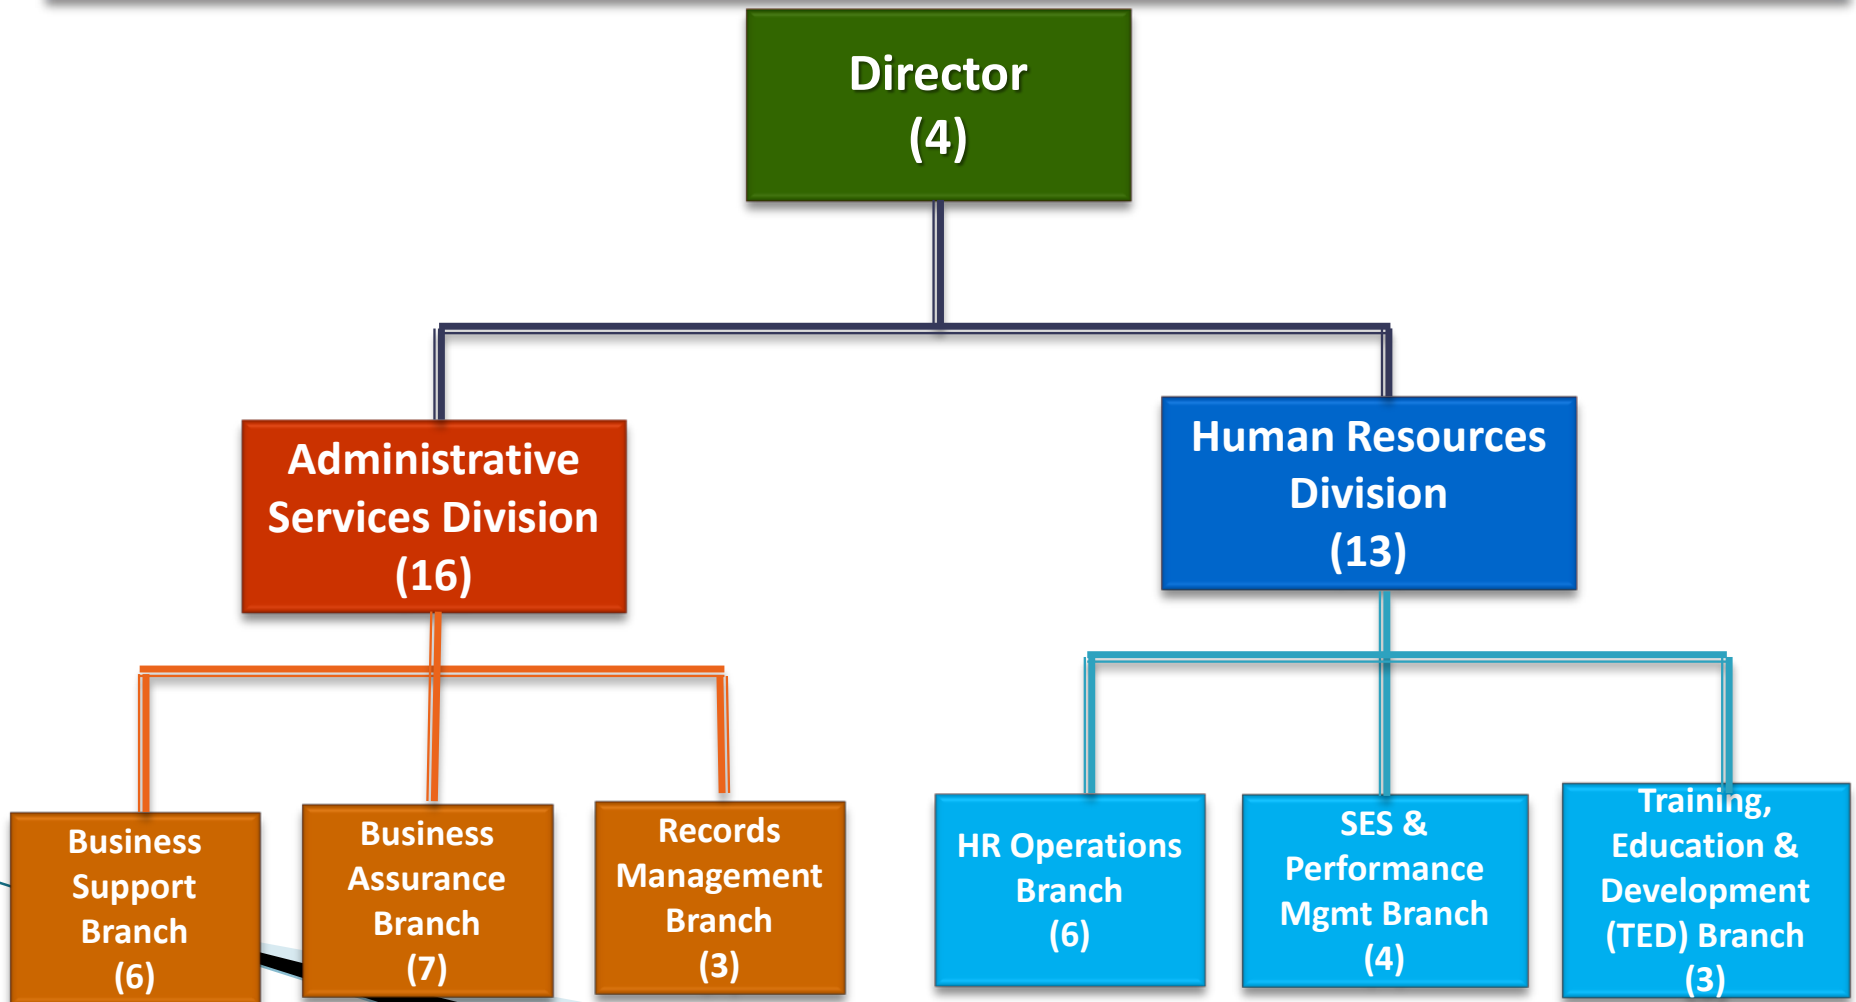 Director
(4)
Administrative
Services Division
(16)
Human Resources
Division
(13)
Business
Support
Branch
(6)
Business
Assurance
Branch
(7)
Records
Management
Branch
(3)
HR Operations
Branch
(6)
SES &
Performance
Mgmt Branch
(4)
Training,
Education &
Development
(TED) Branch
(3)